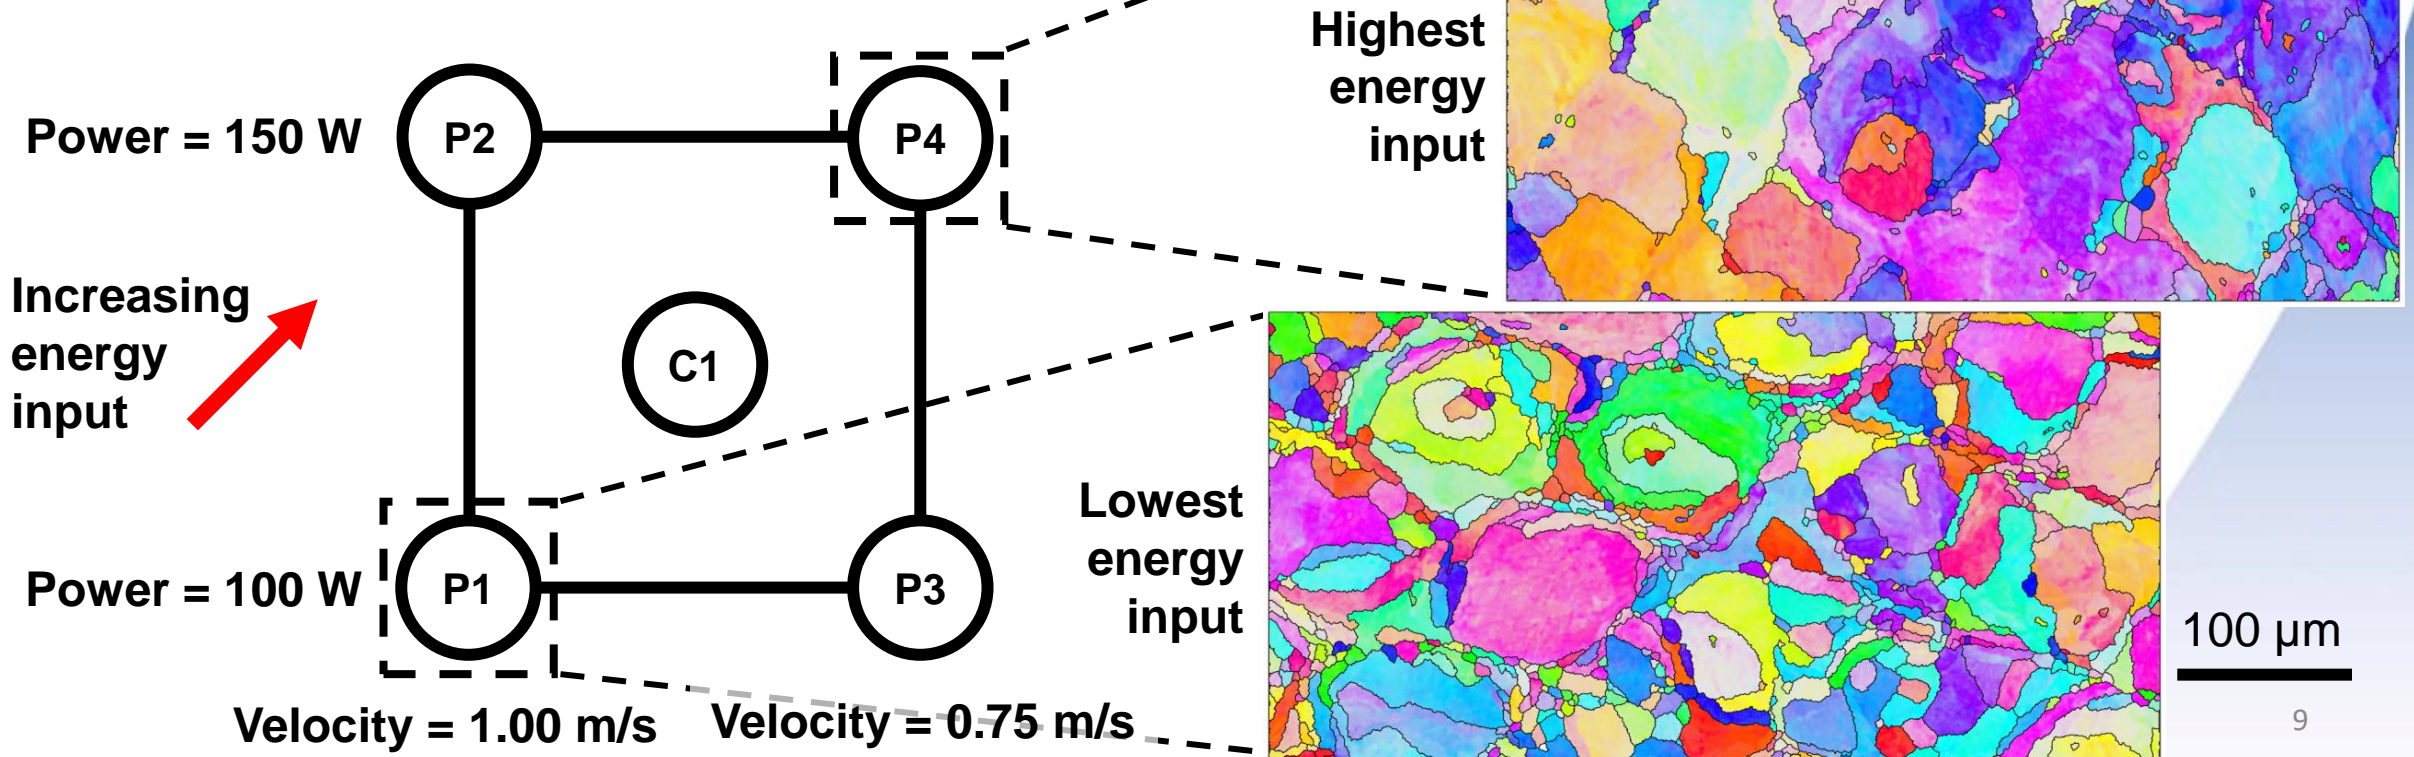 Highest
energy
input
Power = 150 W
P2
P4
Increasing
energy
input
C1
Lowest
energy
input
Power = 100 W
P1
P3
100 µm
Velocity = 1.00 m/s
Velocity = 0.75 m/s
9